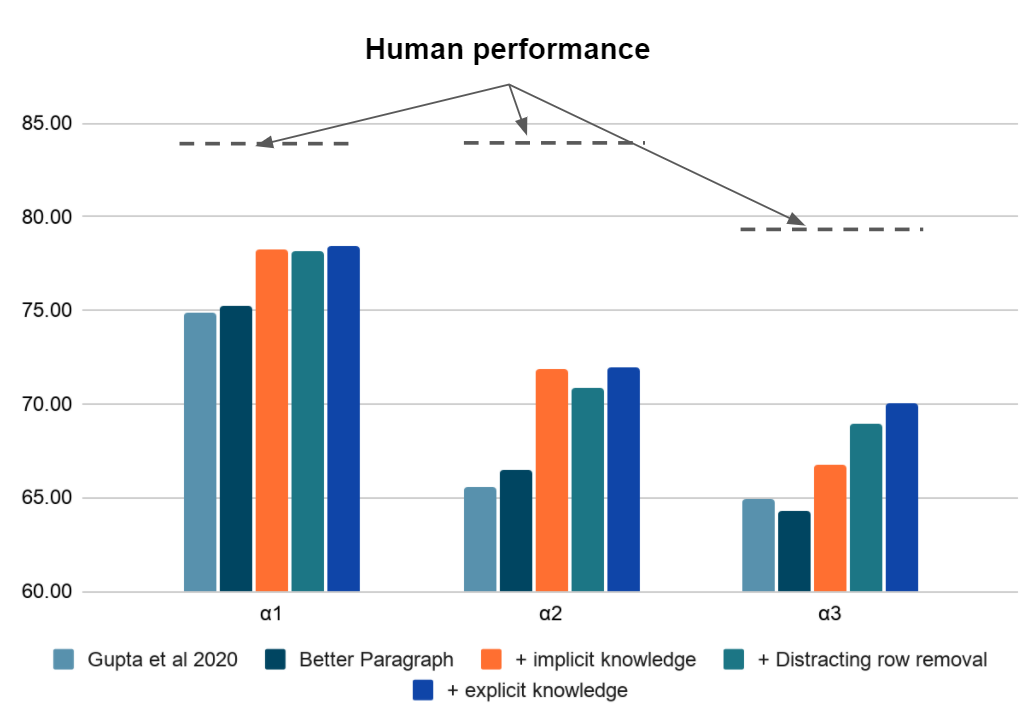 Human performance
85.00
80.00
75.00
70.00
65.00
60.00
α1 α2 α3
Gupta et al 2020 Better Paragraph + implicit knowledge + Distracting row removal
+ explicit knowledge